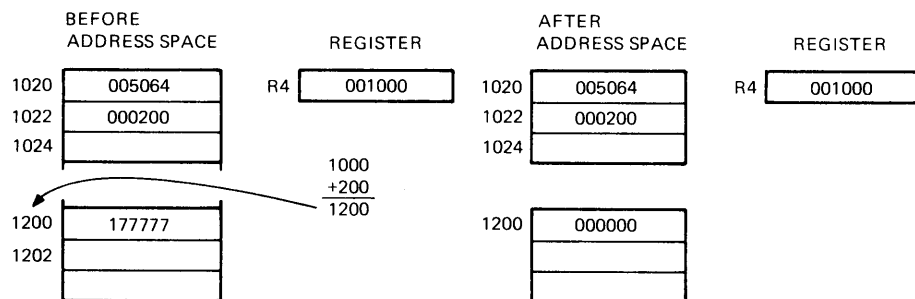 BEFORE
ADDRESS SPACE
REGISTER
AFTER
ADDRESS SPACE
REGISTER
1020 005064
R4 001000
1020 005064
R4 001000
1022 000200
1022 000200
1024
1024
1000
+200
1200
1200 177777
1200 000000
1202